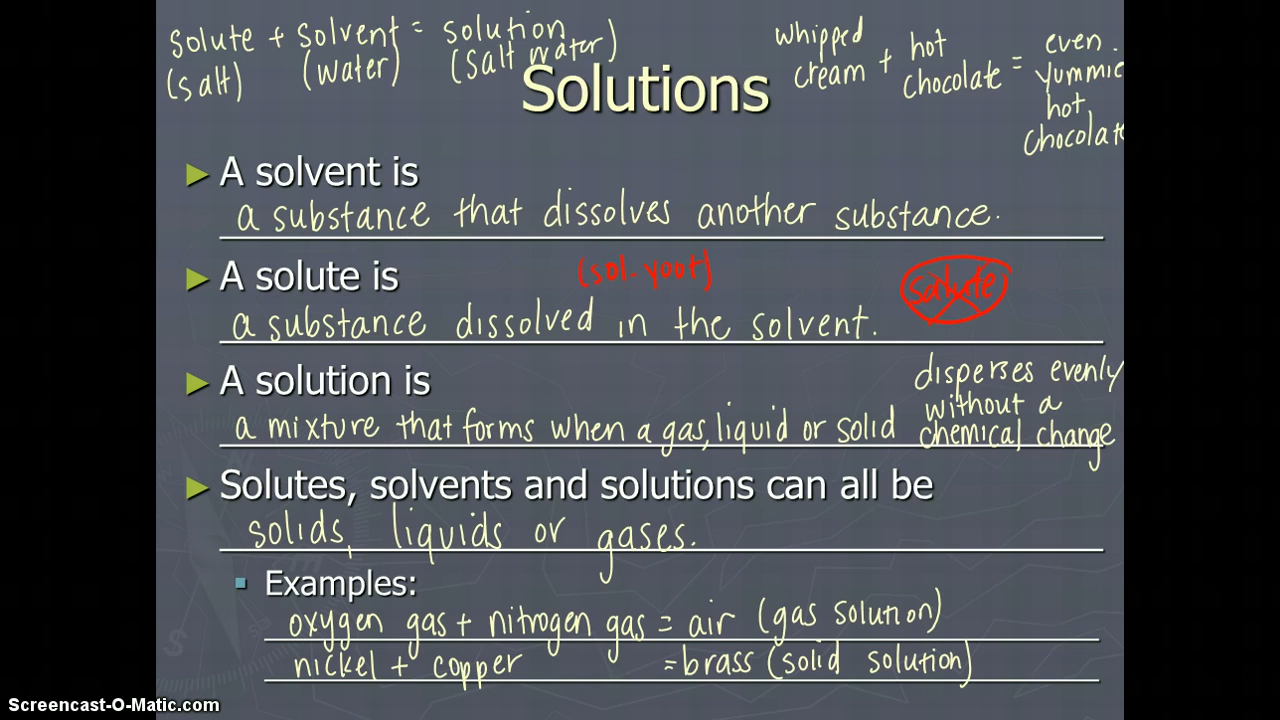 solute + solvent = solution
(salt) (water) (salt water)
whipped cream + hot chocolate = even yummie hot chocolate
Solutions
► A solvent is
a substance that dissolves another substance.
► A solute is (sol.yoot)
a substance dissolved in the solvent. salute
► A solution is
a mixture that forms when a gas, liquid or solid disperses evenly without a chemical change
► Solutes, solvents and solutions can all be
solids, liquids or gases.
▪ Examples:
oxygen gas + nitrogen gas = air (gas solution)
nickel + copper = brass (solid solution)
Screencast-O-Matic.com